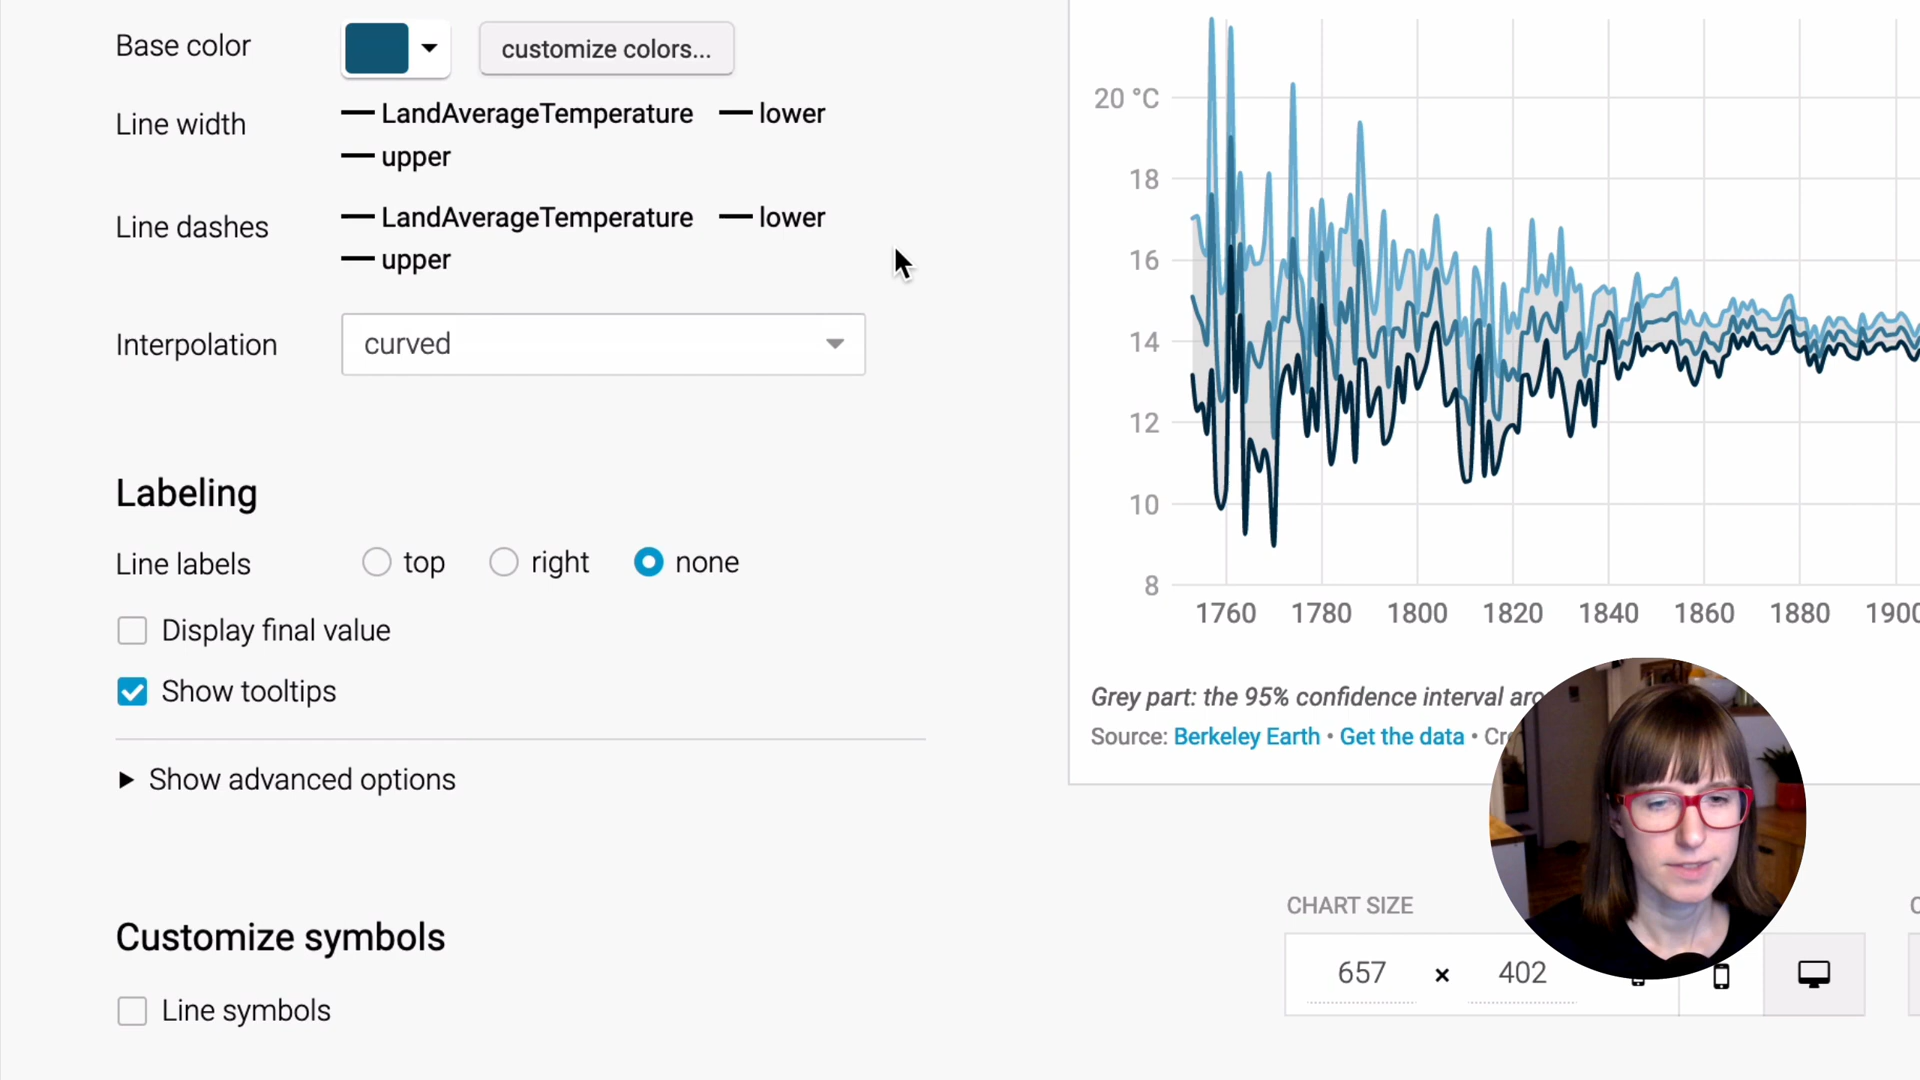 Base color
customize colors...
Line width
LandAverageTemperature lower
upper
Line dashes
LandAverageTemperature lower
upper
Interpolation
curved
Labeling
Line labels
top right none
Display final value
Show tooltips
Show advanced options
Customize symbols
Line symbols
20 °C
18
16
14
12
10
8
1760 1780 1800 1820 1840 1860 1880 1900
Grey part: the 95% confidence interval
Source: Berkeley Earth • Get the data •
CHART SIZE
657 × 402